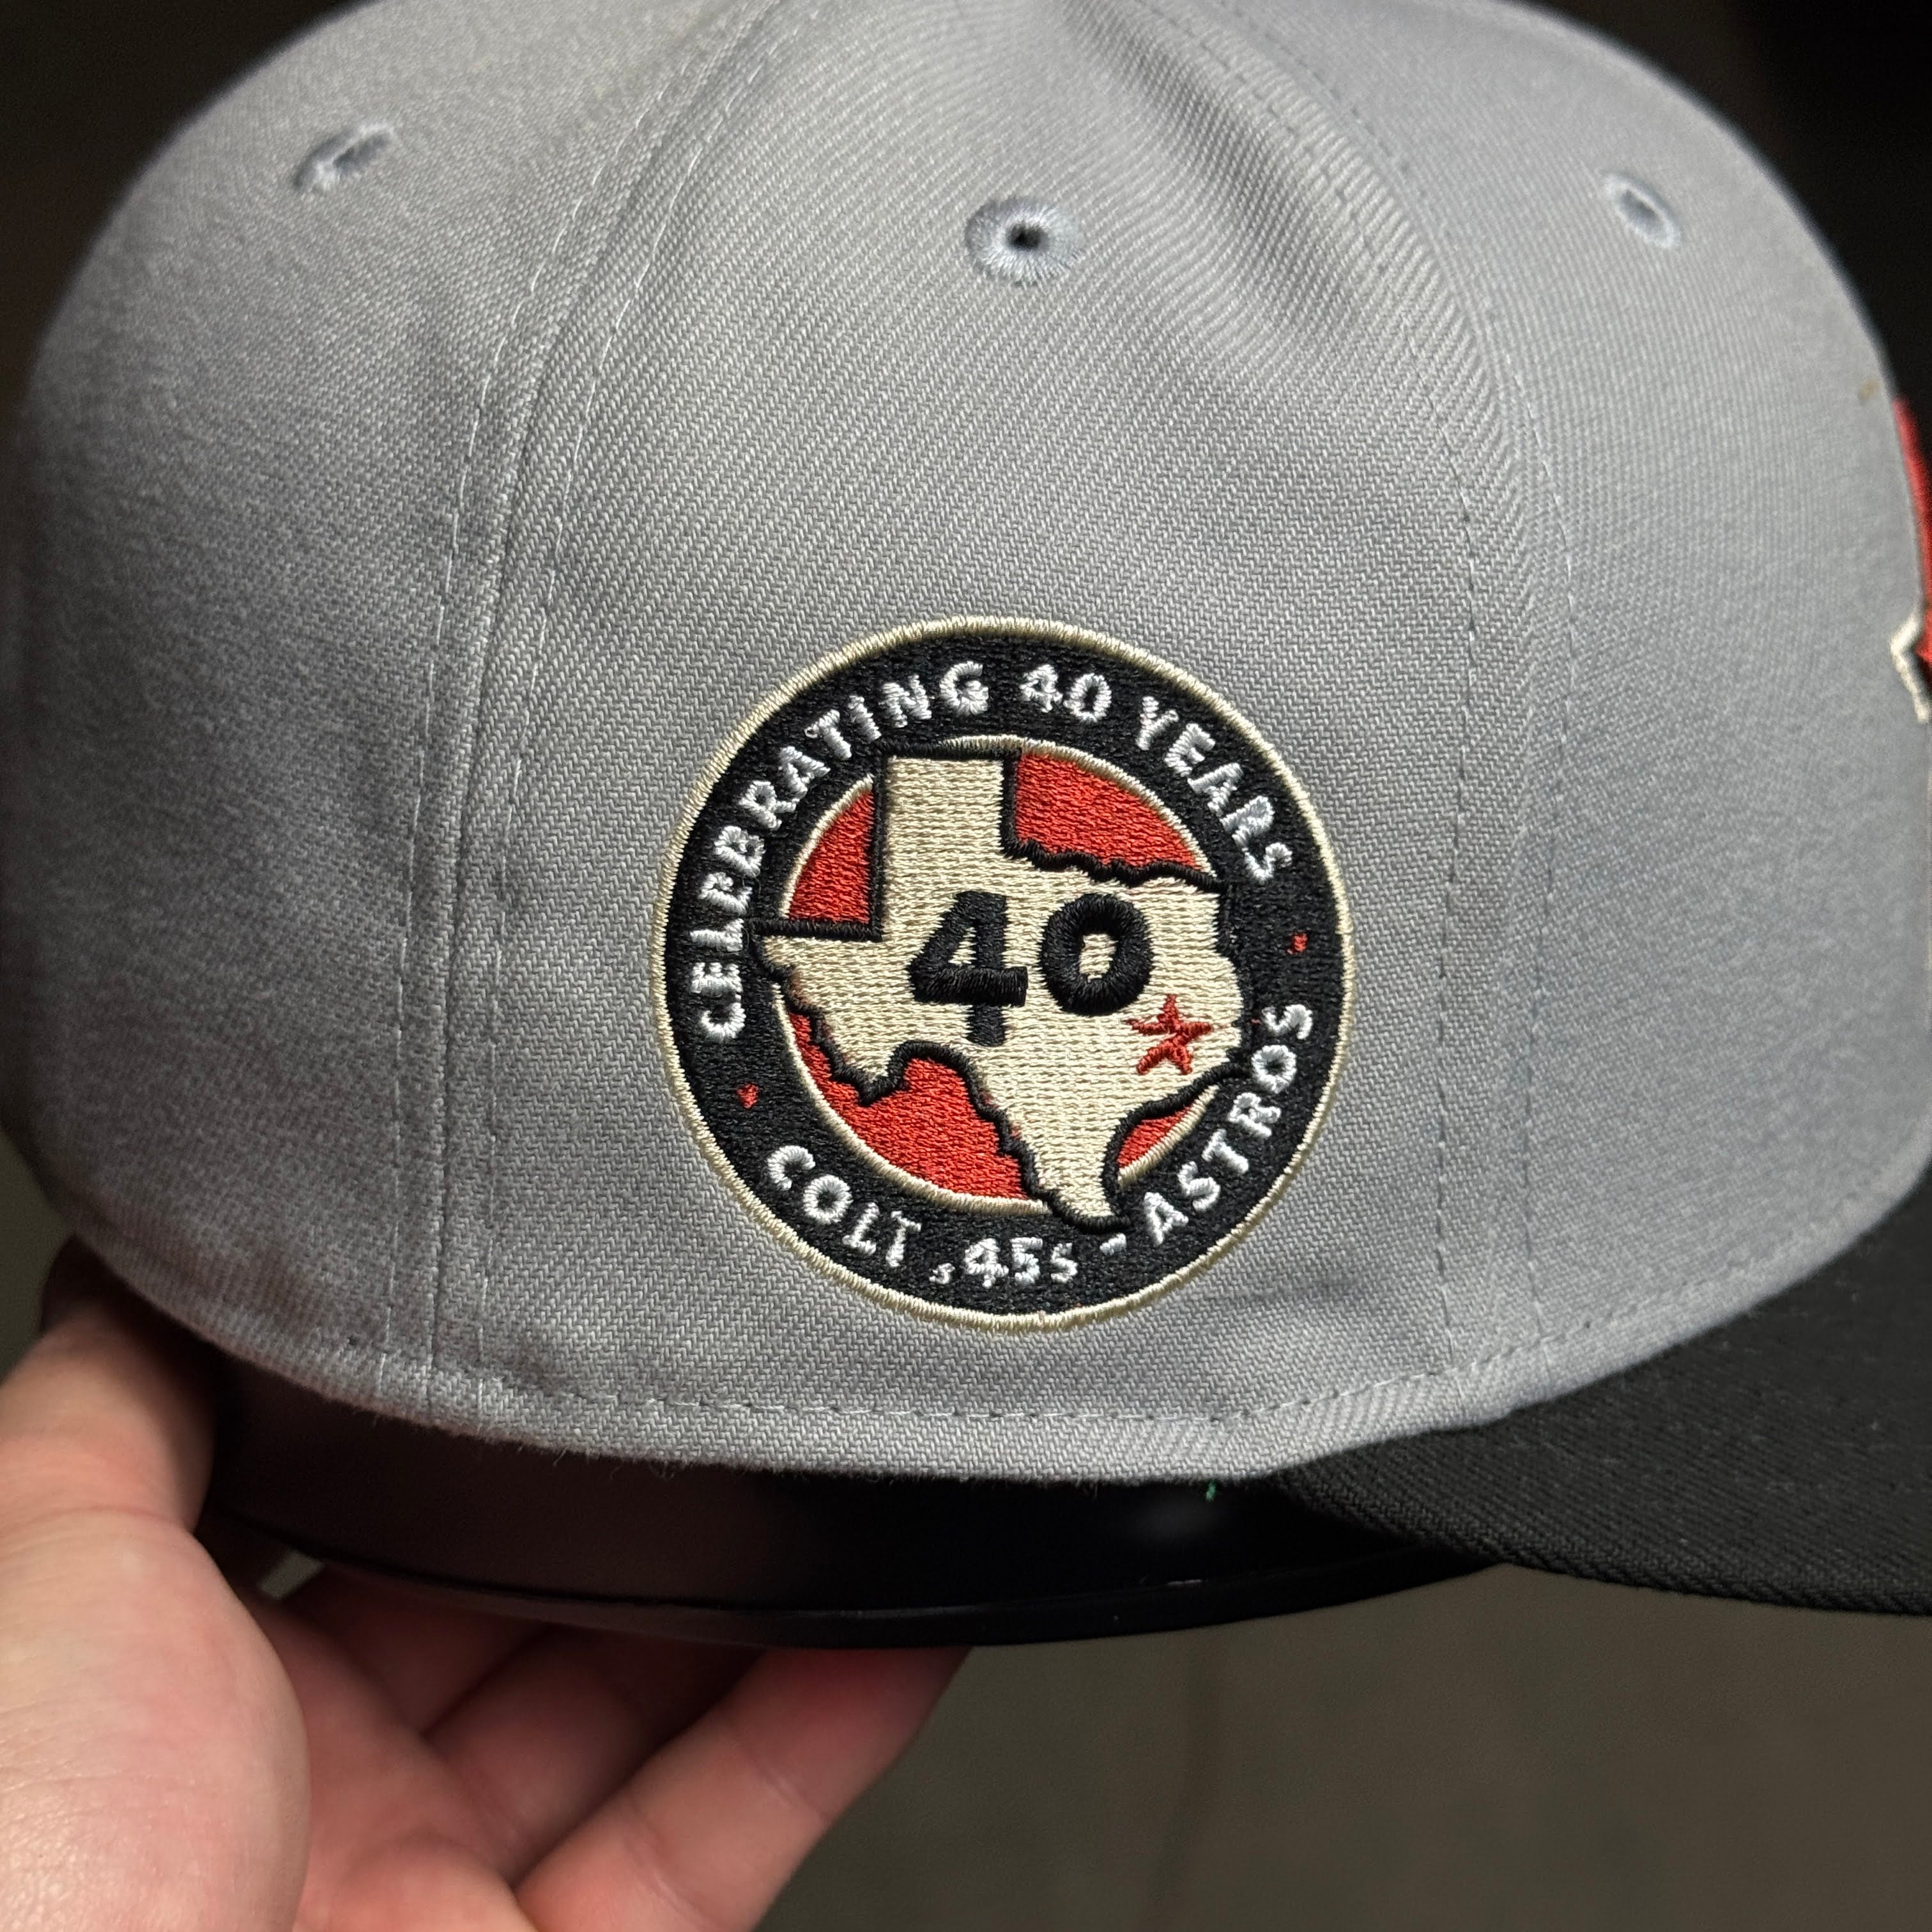 CELEBRATING 40 YEARS
40
COLT .45s - ASTROS